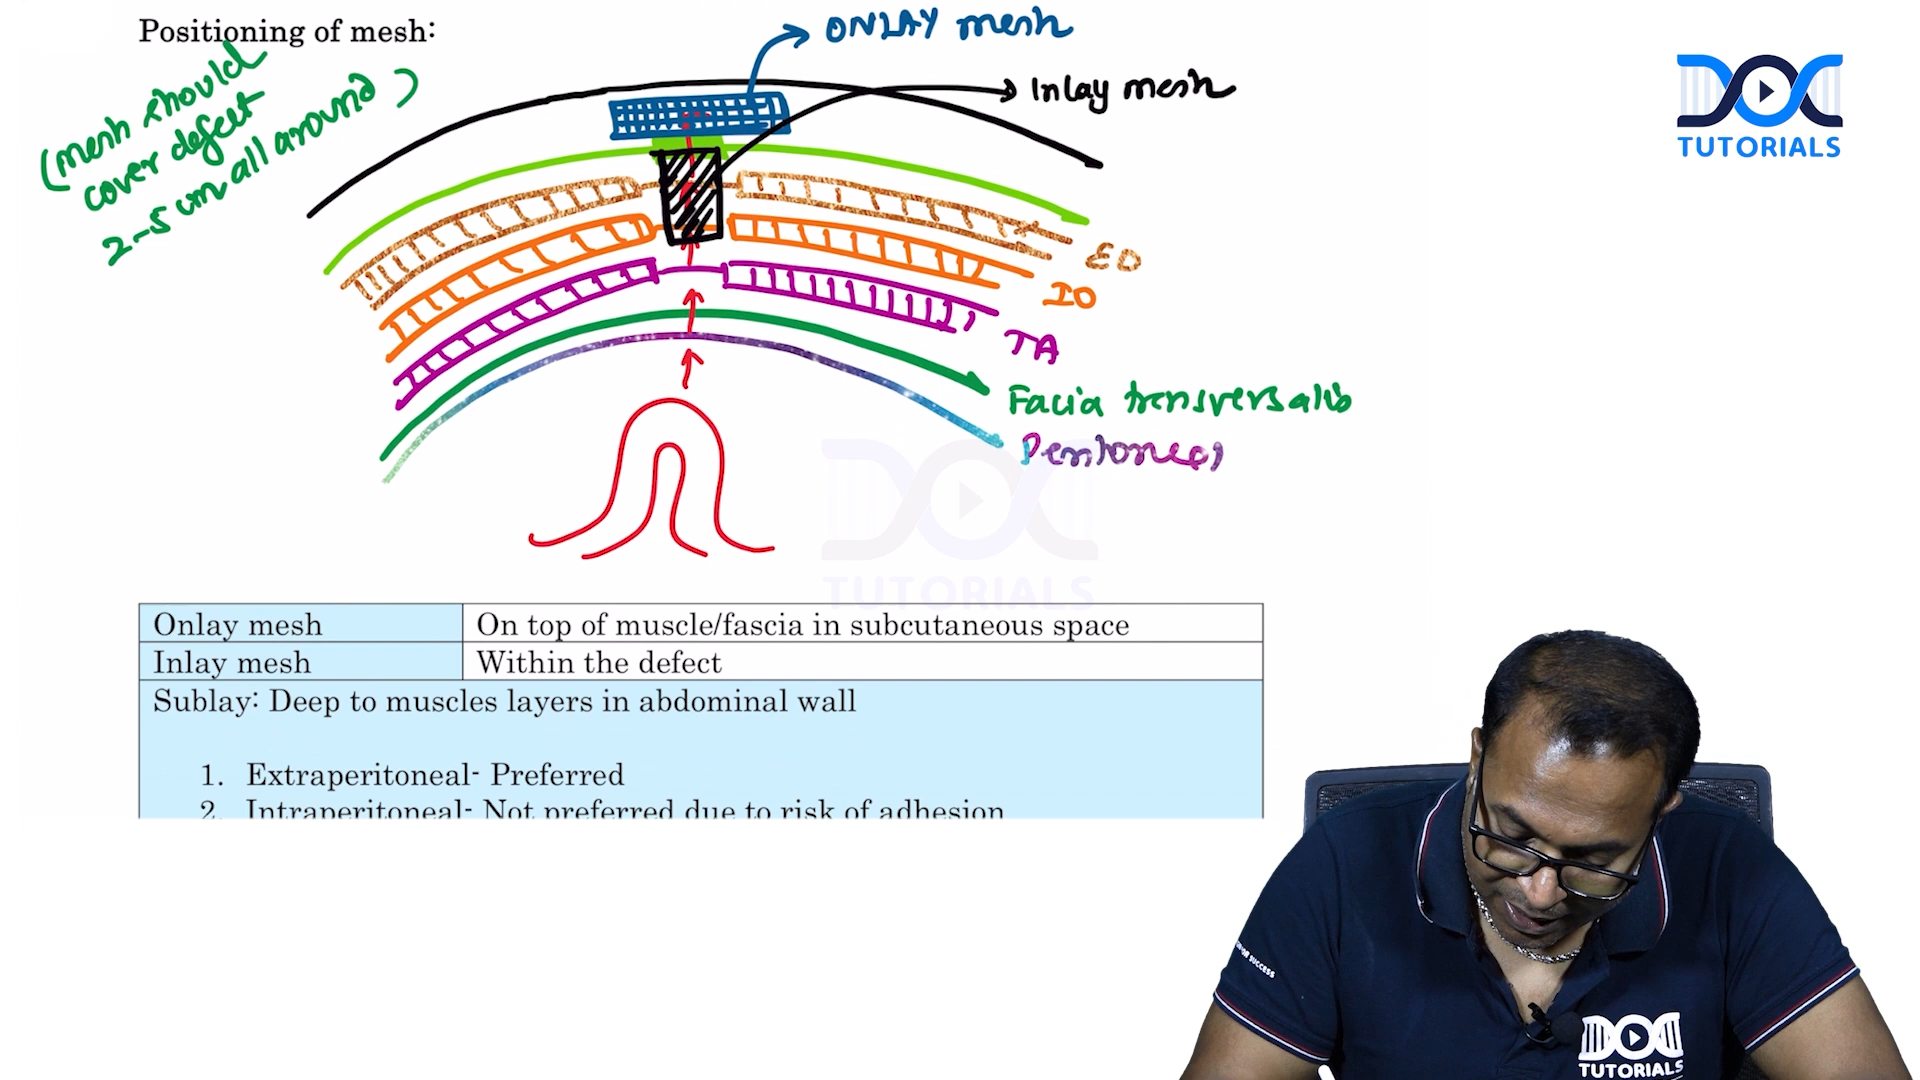 Positioning of mesh:
(mesh should
cover defect
2-5 cm all around)
ONLAY mesh
Inlay mesh
EO
IO
TA
Facia transversalis
TUTORIALS
TUTORIALS
Onlay mesh On top of muscle/fascia in subcutaneous space
Inlay mesh Within the defect
Sublay: Deep to muscles layers in abdominal wall
1. Extraperitoneal- Preferred
2. Intraperitoneal- Not preferred due to risk of adhesion
SUCCESS
TUTORIALS